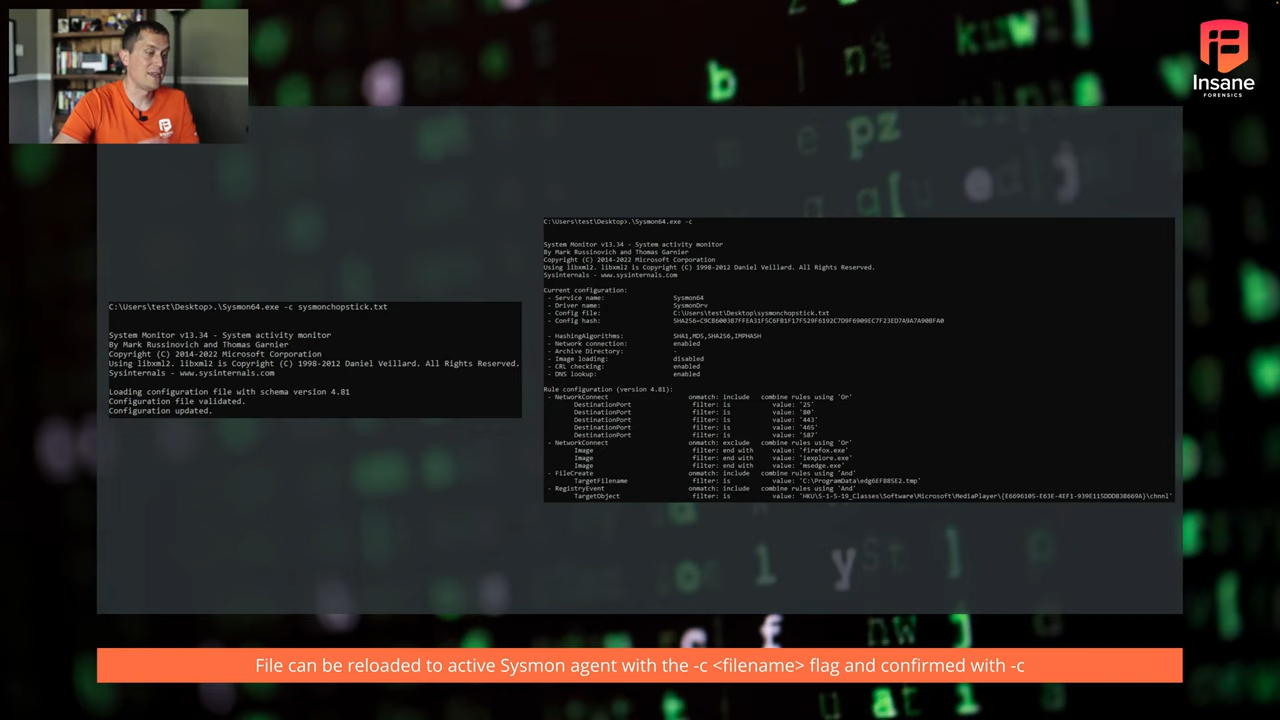 Insane
FORENSICS
C:\Users\test\Desktop>.\Sysmon64.exe -c sysmonchopstick.txt
System Monitor v13.34 - System activity monitor
By Mark Russinovich and Thomas Garnier
Copyright (C) 2014-2022 Microsoft Corporation
Using libxml2. libxml2 is Copyright (C) 1998-2012 Daniel Veillard. All Rights Reserved.
Sysinternals - www.sysinternals.com
Loading configuration file with schema version 4.81
Configuration file validated.
Configuration updated.
C:\Users\test\Desktop>.\Sysmon64.exe -c
System Monitor v13.34 - System activity monitor
By Mark Russinovich and Thomas Garnier
Copyright (C) 2014-2022 Microsoft Corporation
Using libxml2. libxml2 is Copyright (C) 1998-2012 Daniel Veillard. All Rights Reserved.
Sysinternals - www.sysinternals.com
Current configuration:
- Service name: Sysmon64
- Driver name: SysmonDrv
- Config file: C:\Users\test\Desktop\sysmonchopstick.txt
- Config hash:
- HashingAlgorithms: SHA1,MD5,SHA256,IMPHASH
- Network connection: enabled
- Archive Directory: -
- Image loading: disabled
- CRL checking: enabled
- DNS lookup: enabled
Rule configuration (version 4.81):
- NetworkConnect onmatch: include combine rules using 'Or'
DestinationPort filter: is value: '25'
DestinationPort filter: is value: '80'
DestinationPort filter: is value: '443'
DestinationPort filter: is value: '465'
DestinationPort filter: is value: '587'
- NetworkConnect onmatch: exclude combine rules using 'Or'
Image filter: end with value: 'firefox.exe'
Image filter: end with value: 'iexplore.exe'
Image filter: end with value: 'msedge.exe'
- FileCreate onmatch: include combine rules using 'And'
TargetFilename filter: is value: 'C:\ProgramData\edg6EF885E2.tmp'
- RegistryEvent onmatch: include combine rules using 'And'
TargetObject filter: is value:
File can be reloaded to active Sysmon agent with the -c <filename> flag and confirmed with -c